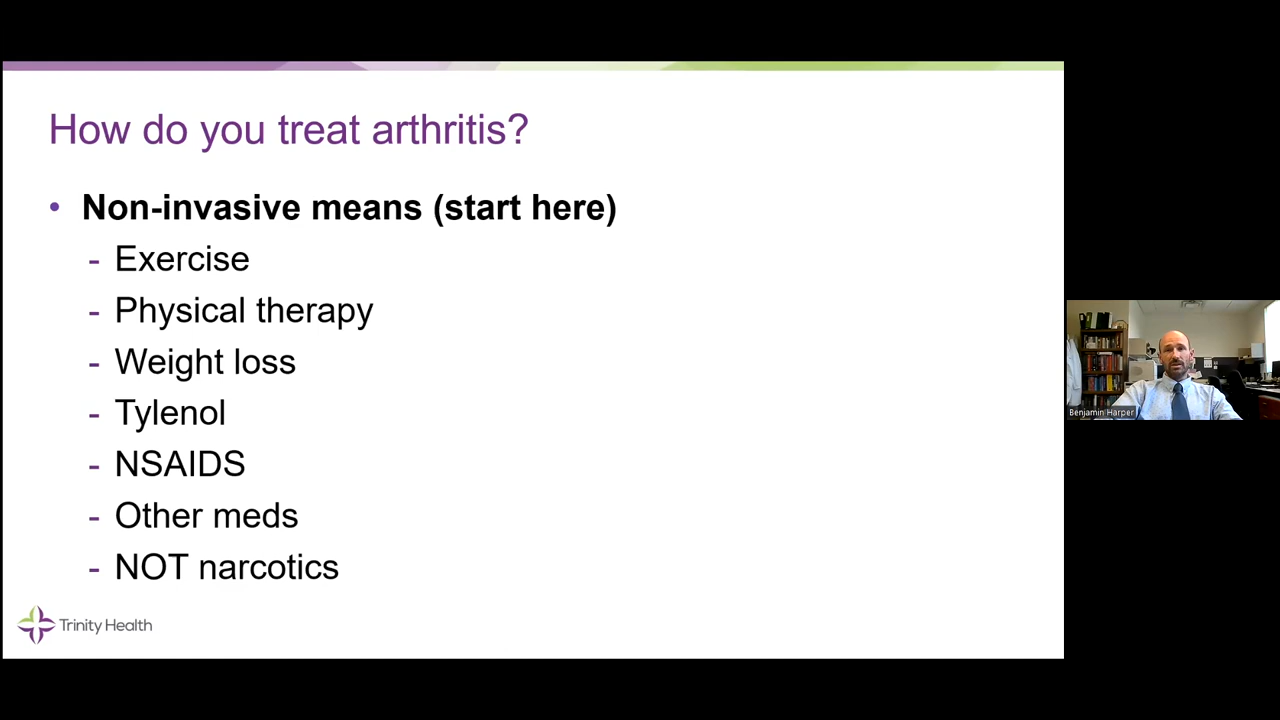 How do you treat arthritis?
• Non-invasive means (start here)
- Exercise
- Physical therapy
- Weight loss
- Tylenol
- NSAIDS
- Other meds
- NOT narcotics
Trinity Health
Benjamin Harper